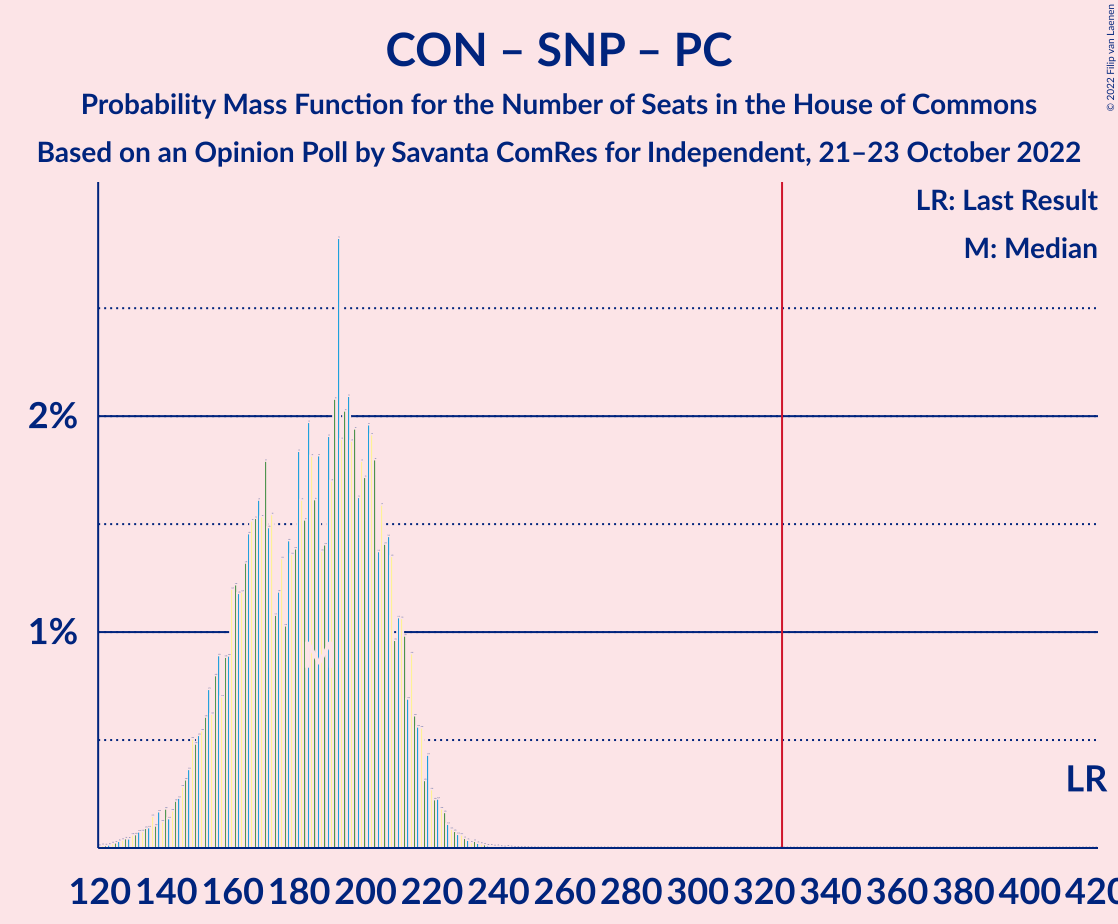 CON – SNP – PC
Probability Mass Function for the Number of Seats in the House of Commons
Based on an Opinion Poll by Savanta ComRes for Independent, 21–23 October 2022
© 2022 Filip van Laenen
LR: Last Result
M: Median
2%
1%
LR
120 140 160 180 200 220 240 260 280 300 320 340 360 380 400 420